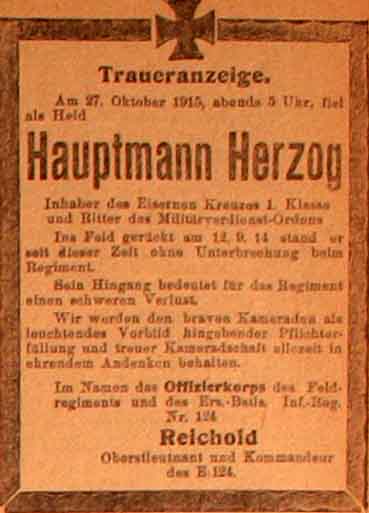 Traueranzeige.
Am 27. Oktober 1915, abends 5 Uhr, fiel
als Held
Hauptmann Herzog
Inhaber des Eisernen Kreuzes 1. Klasse
und Ritter des Militärverdienst-Ordens
Ins Feld gerückt am 12. 9. 14 stand er
seit dieser Zeit ohne Unterbrechung beim
Regiment.
Sein Hingang bedeutet für das Regiment
einen schweren Verlust.
Wir werden den braven Kameraden als
leuchtendes Vorbild hingebender Pflichter-
füllung und treuer Kameradschaft allezeit in
ehrendem Andenken behalten.
Im Namen des Offizierkorps des Feld-
regiments und des Ers.-Batls. Inf.-Reg.
Nr. 124
Reichold
Oberstleutnant und Kommandeur
des E 124.